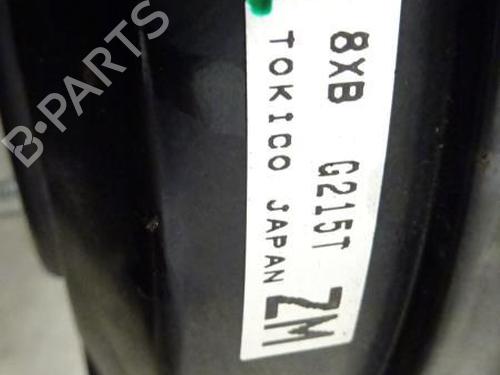 8XB G215T
TOKICO JAPAN
ZM
B-PARTS